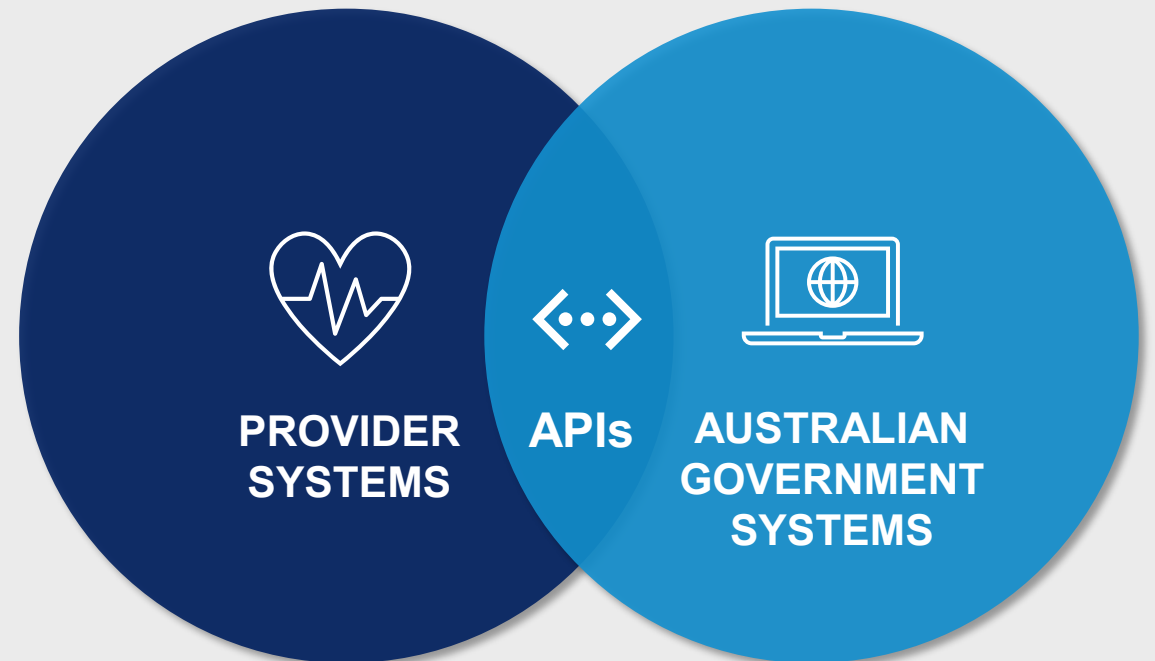 PROVIDER
SYSTEMS
APIs
AUSTRALIAN
GOVERNMENT
SYSTEMS